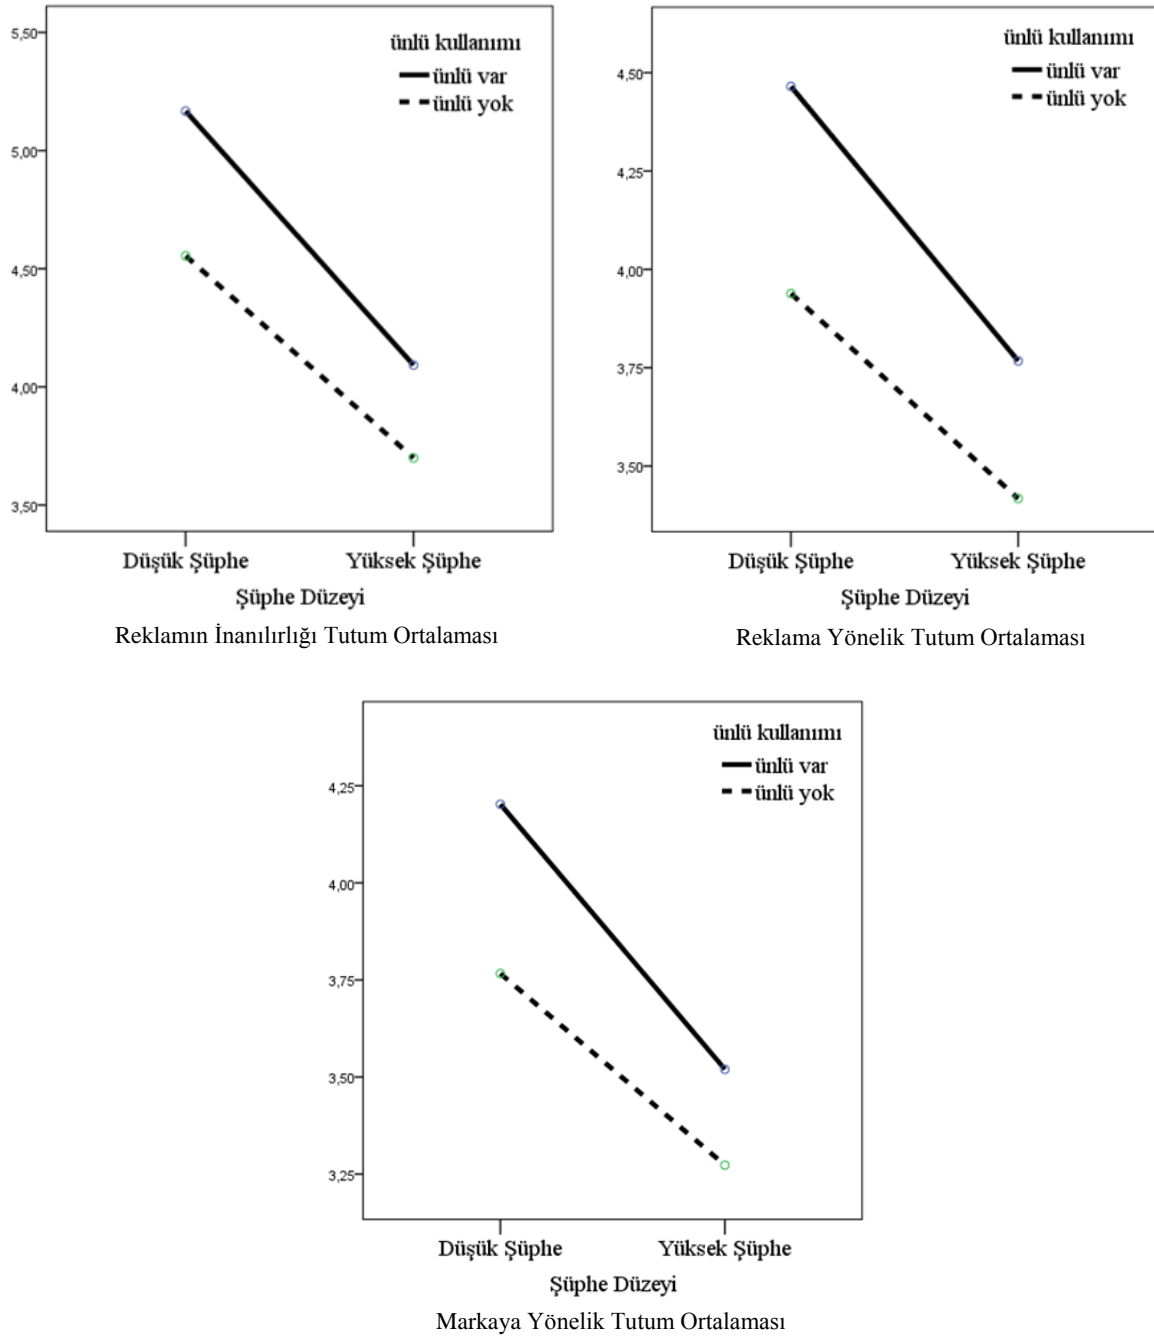 5,50
5,00
4,50
4,00
3,50
ünlü kullanımı
ünlü var
ünlü yok
Düşük Şüphe Yüksek Şüphe
Şüphe Düzeyi
Reklamın İnanılırlığı Tutum Ortalaması
4,50
4,25
4,00
3,75
3,50
ünlü kullanımı
ünlü var
ünlü yok
Düşük Şüphe Yüksek Şüphe
Şüphe Düzeyi
Reklama Yönelik Tutum Ortalaması
4,25
4,00
3,75
3,50
3,25
ünlü kullanımı
ünlü var
ünlü yok
Düşük Şüphe Yüksek Şüphe
Şüphe Düzeyi
Markaya Yönelik Tutum Ortalaması